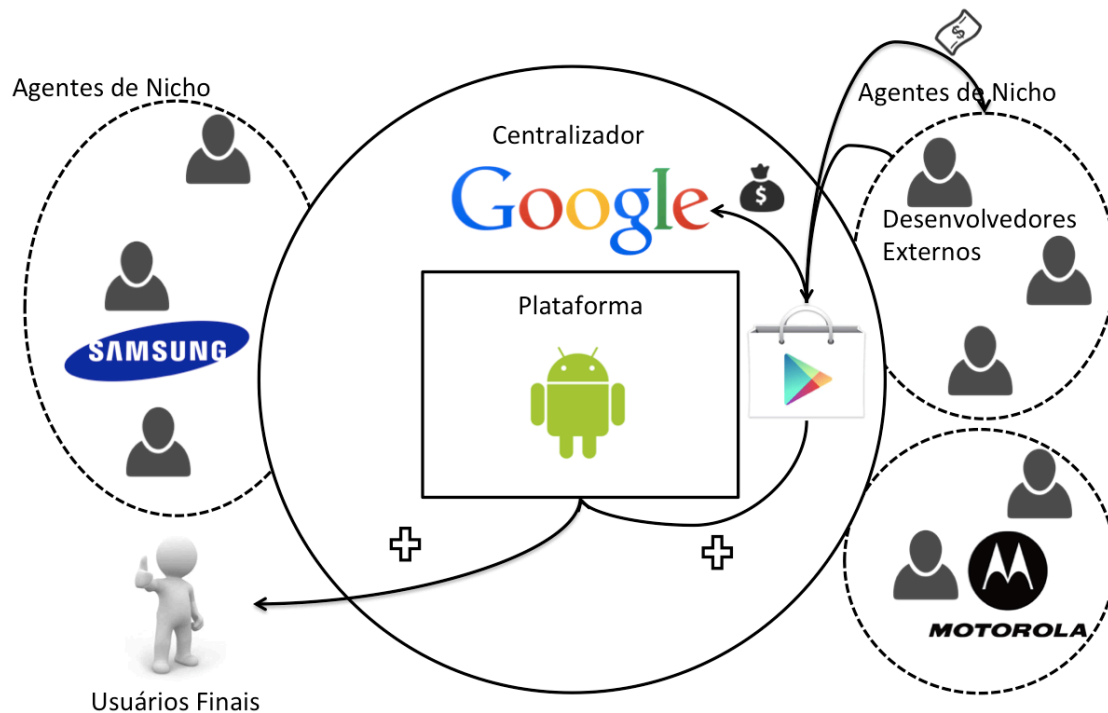 Agentes de Nicho
Agentes de Nicho
Centralizador
Google
$
$
Desenvolvedores
Externos
Plataforma
SAMSUNG
MOTOROLA
Usuários Finais